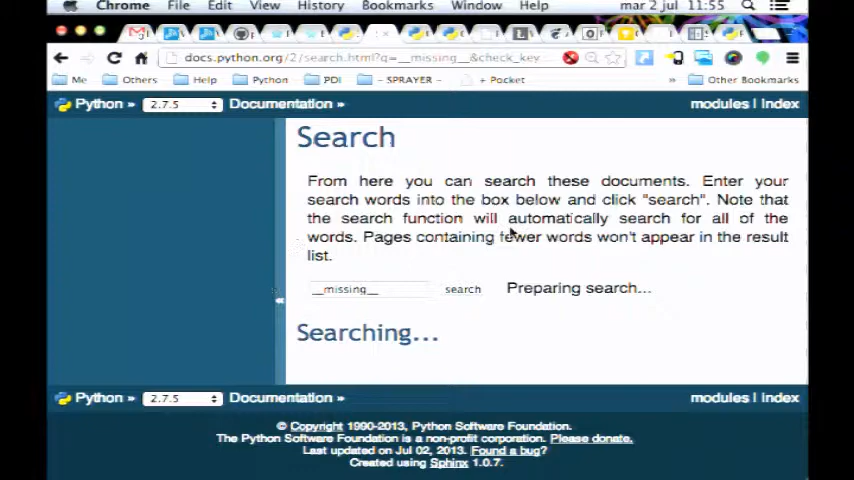 Chrome File Edit View History Bookmarks Window Help mar 2 jul 11:55
docs.python.org/2/search.html?q=__missing__&check_key
Me Others Help Python PDI - SPRAYER - + Pocket » Other Bookmarks
Python » 2.7.5 Documentation » modules | index
Search
From here you can search these documents. Enter your
search words into the box below and click "search". Note that
the search function will automatically search for all of the
words. Pages containing fewer words won't appear in the result
list.
__missing__ search Preparing search...
Searching...
Python » 2.7.5 Documentation » modules | index
© Copyright 1990-2013, Python Software Foundation.
The Python Software Foundation is a non-profit corporation. Please donate.
Last updated on Jul 02, 2013. Found a bug?
Created using Sphinx 1.0.7.